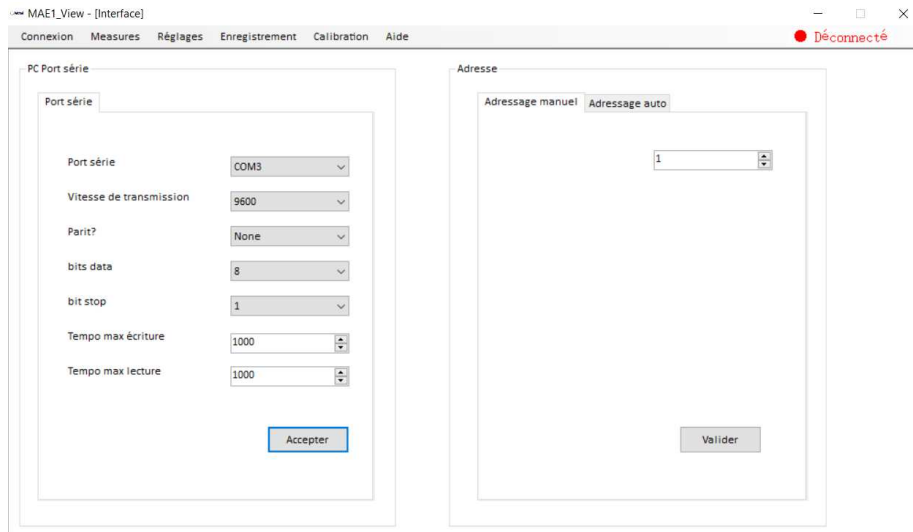 MAE1_View - [Interface]
Connexion Measures Réglages Enregistrement Calibration Aide Déconnecté
PC Port série
Port série
Port série COM3
Vitesse de transmission 9600
Parit? None
bits data 8
bit stop 1
Tempo max écriture 1000
Tempo max lecture 1000
Accepter
Adresse
Adressage manuel Adressage auto
1
Valider